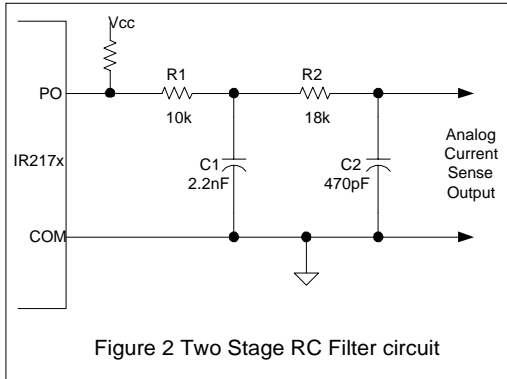 Vcc
PO
R1
R2
10k
18k
IR217x
C1
2.2nF
C2
470pF
Analog
Current
Sense
Output
COM
Figure 2 Two Stage RC Filter circuit